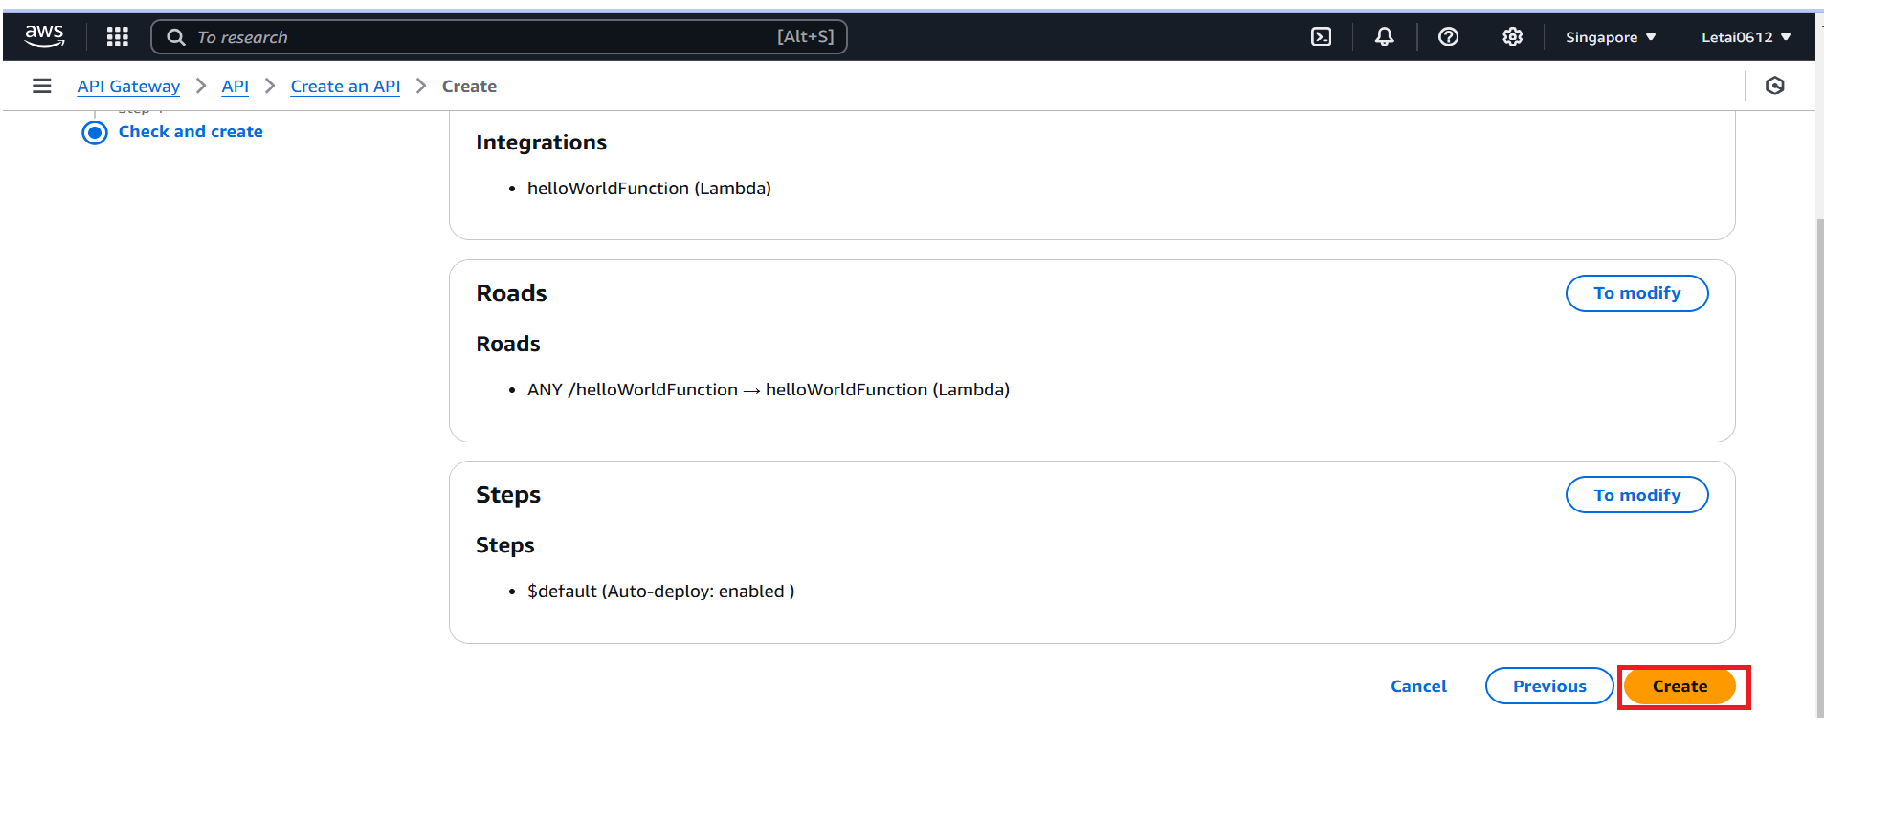 aws To research [Alt+S] Singapore Letai0612
API Gateway > API > Create an API > Create
Check and create
Integrations
• helloWorldFunction (Lambda)
Roads To modify
Roads
• ANY /helloWorldFunction → helloWorldFunction (Lambda)
Steps To modify
Steps
• $default (Auto-deploy: enabled )
Cancel Previous Create